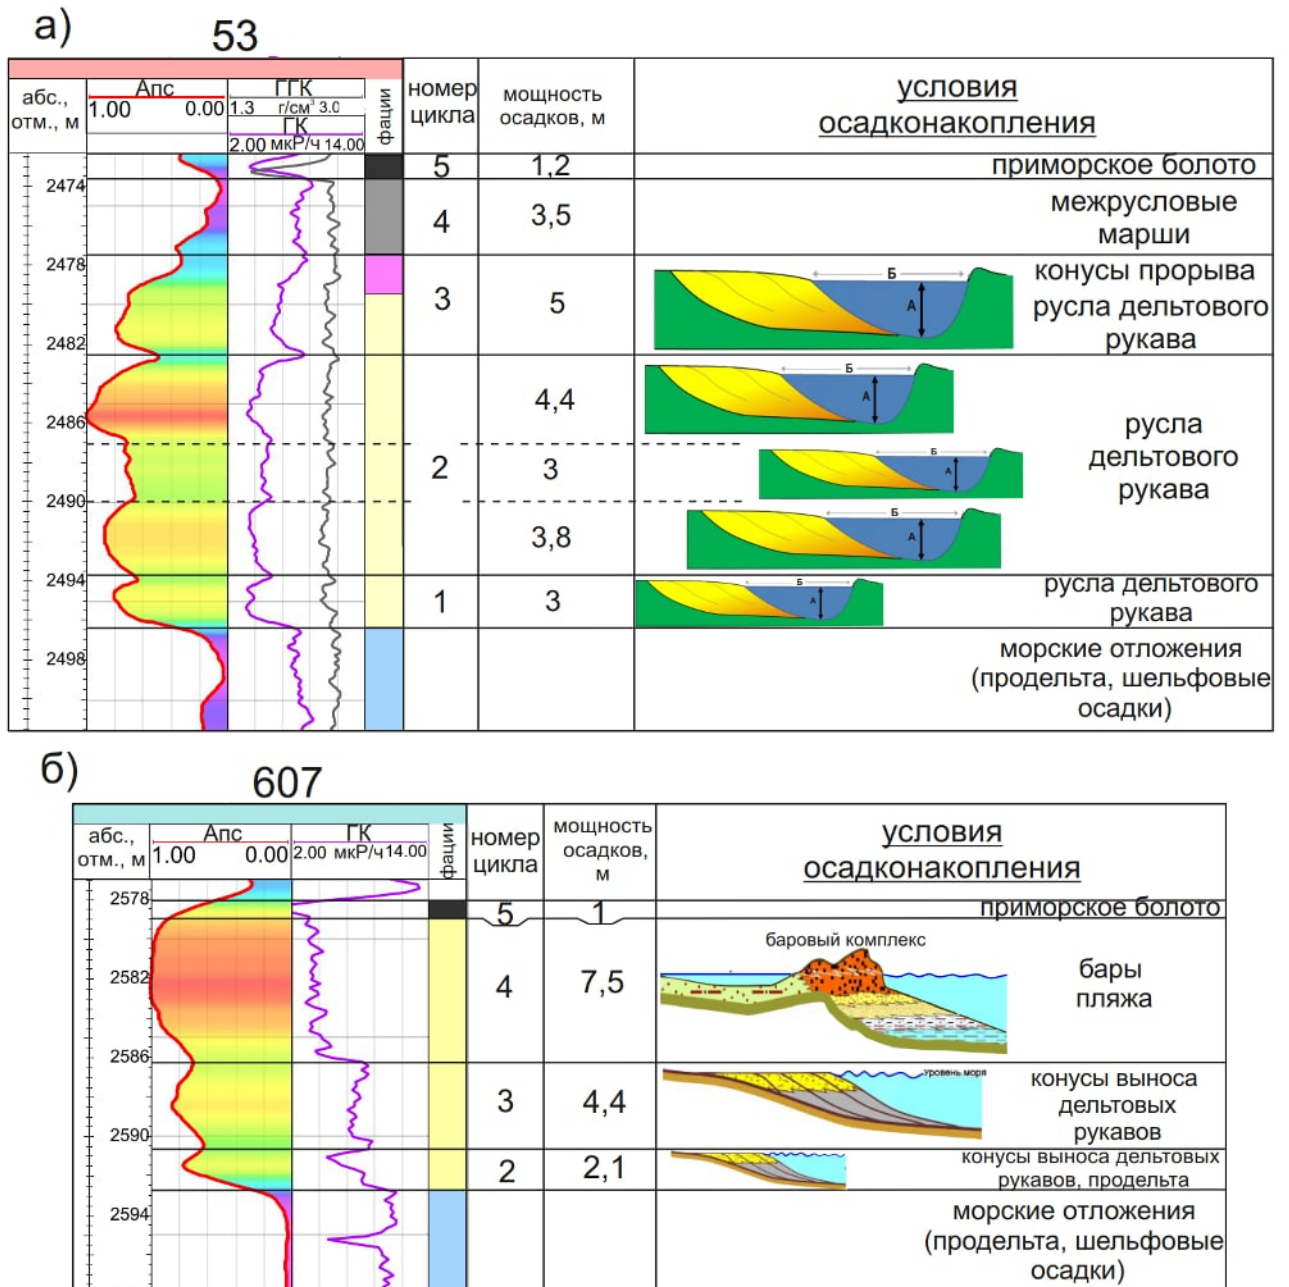 а)
53
абс.,
отм., м
Апс
1.00 0.00
ГГК
1.3 г/см³ 3.0
ГК
2.00 мкР/ч 14.00
фации
номер
цикла
мощность
осадков, м
условия
осадконакопления
2474
2478
2482
2486
2490
2494
2498
5
1,2
приморское болото
4
3,5
межрусловые
марши
3
5
Б
А
конусы прорыва
русла дельтового
рукава
2
4,4
Б
А
3
Б
А
3,8
Б
А
русла
дельтового
рукава
1
3
Б
А
русла дельтового
рукава
морские отложения
(продельта, шельфовые
осадки)
б)
607
абс.,
отм., м
Апс
1.00 0.00
ГК
2.00 мкР/ч 14.00
фации
номер
цикла
мощность
осадков,
м
условия
осадконакопления
2578
2582
2586
2590
2594
5
1
приморское болото
4
7,5
баровый комплекс
бары
пляжа
3
4,4
Уровень моря
конусы выноса
дельтовых
рукавов
2
2,1
конусы выноса дельтовых
рукавов, продельта
морские отложения
(продельта, шельфовые
осадки)